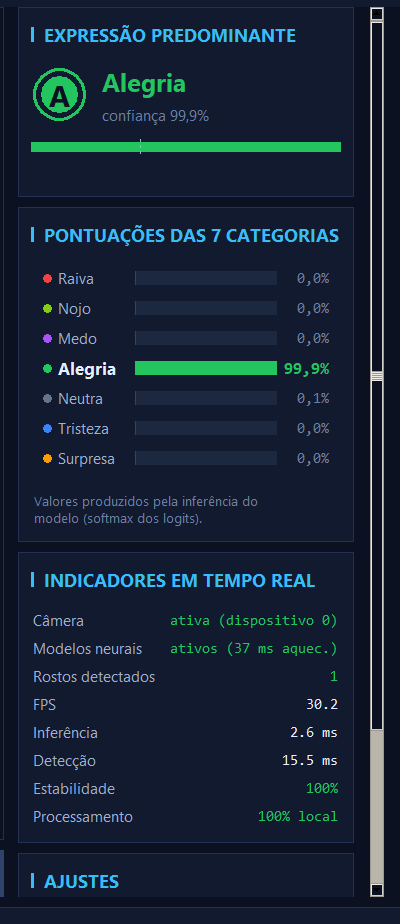 EXPRESSÃO PREDOMINANTE
A
Alegria
confiança 99,9%
PONTUAÇÕES DAS 7 CATEGORIAS
Raiva 0,0%
Nojo 0,0%
Medo 0,0%
Alegria 99,9%
Neutra 0,1%
Tristeza 0,0%
Surpresa 0,0%
Valores produzidos pela inferência do
modelo (softmax dos logits).
INDICADORES EM TEMPO REAL
Câmera ativa (dispositivo 0)
Modelos neurais ativos (37 ms aquec.)
Rostos detectados 1
FPS 30.2
Inferência 2.6 ms
Detecção 15.5 ms
Estabilidade 100%
Processamento 100% local
AJUSTES